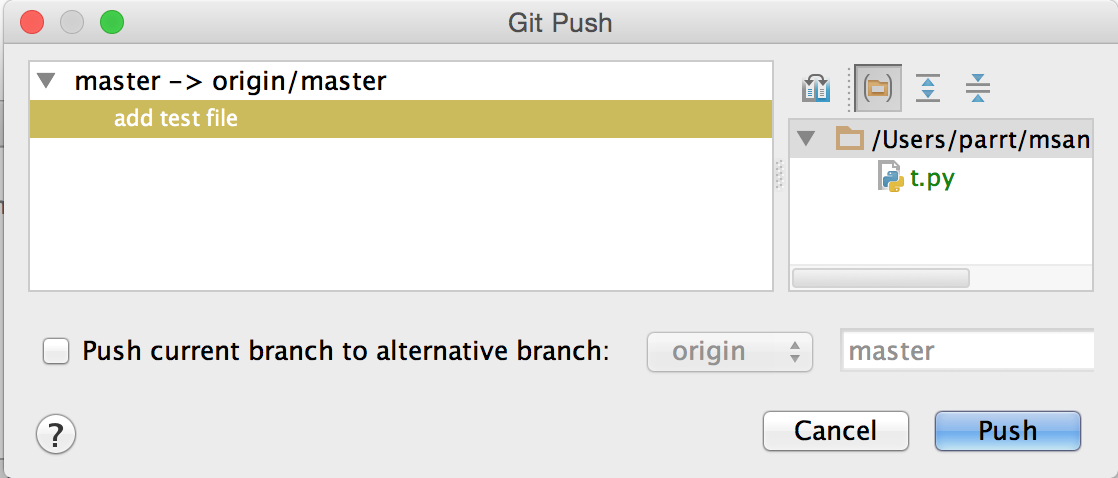 Git Push
master -> origin/master
add test file
/Users/parrt/msan
t.py
Push current branch to alternative branch:
origin
master
?
Cancel
Push